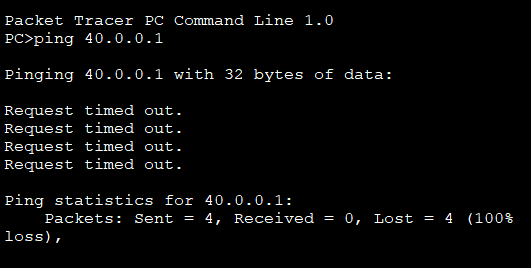 Packet Tracer PC Command Line 1.0
PC>ping 40.0.0.1
Pinging 40.0.0.1 with 32 bytes of data:
Request timed out.
Request timed out.
Request timed out.
Request timed out.
Ping statistics for 40.0.0.1:
Packets: Sent = 4, Received = 0, Lost = 4 (100%
loss),